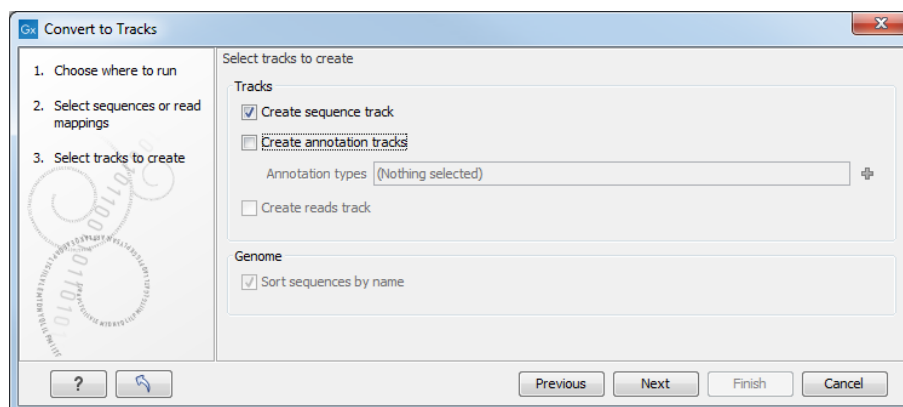 Gx Convert to Tracks
1. Choose where to run
2. Select sequences or read
mappings
3. Select tracks to create
Select tracks to create
Tracks
Create sequence track
Create annotation tracks
Annotation types (Nothing selected)
Create reads track
Genome
Sort sequences by name
? Previous Next Finish Cancel